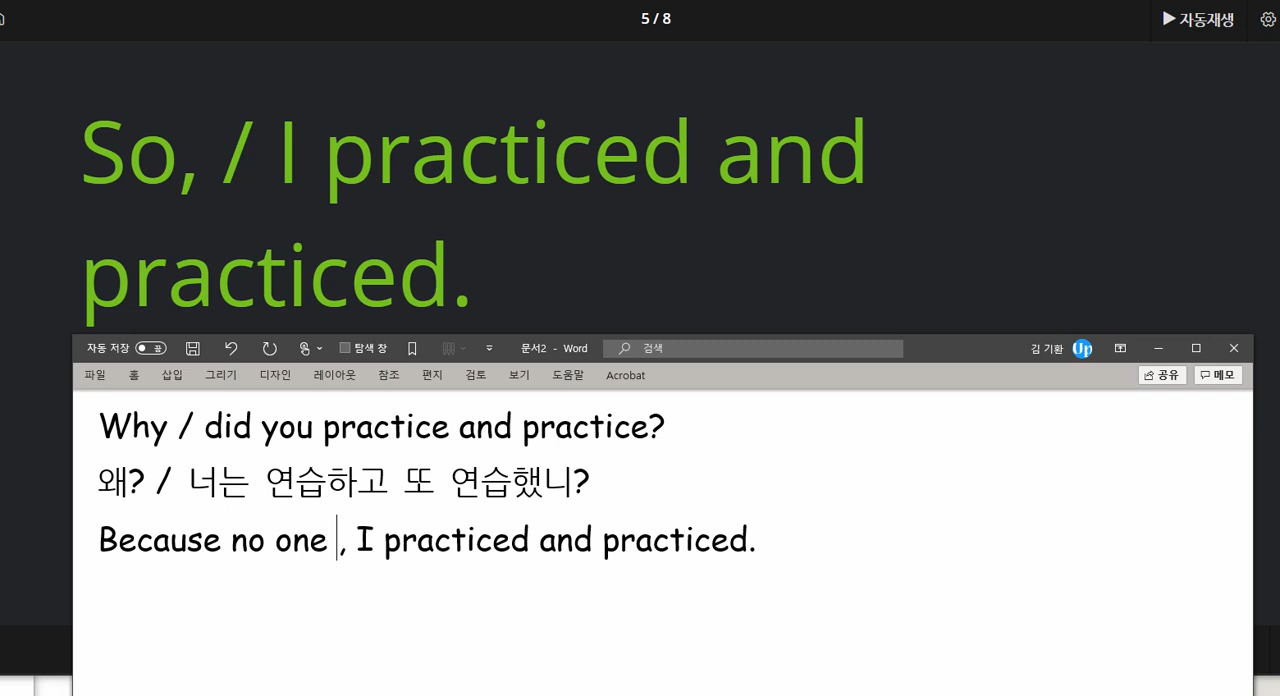 5 / 8
▶ 자동재생
So, / I practiced and
practiced.
자동 저장 끔 탐색 창 문서2 - Word 검색 김 기환 Up
파일 홈 삽입 그리기 디자인 레이아웃 참조 편지 검토 보기 도움말 Acrobat 공유 메모
Why / did you practice and practice?
왜? / 너는 연습하고 또 연습했니?
Because no one , I practiced and practiced.